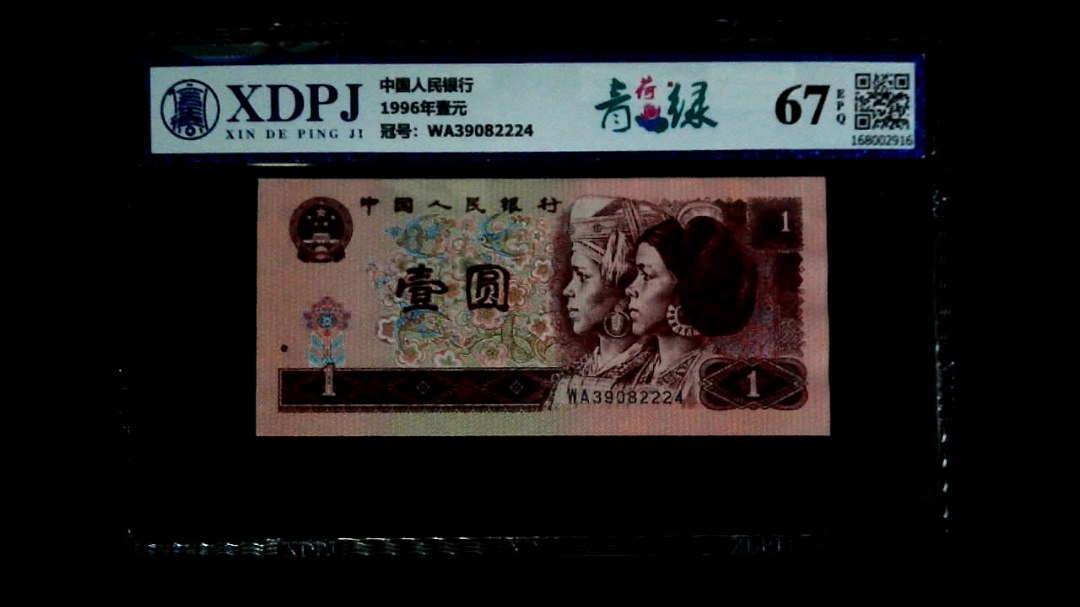 XDPJ
XIN DE PING JI
中国人民银行
1996年壹元
冠号：WA39082224
青荷绿
67
EPQ
168002916
中国人民银行
1
壹圆
1
WA39082224
1
XDPJ